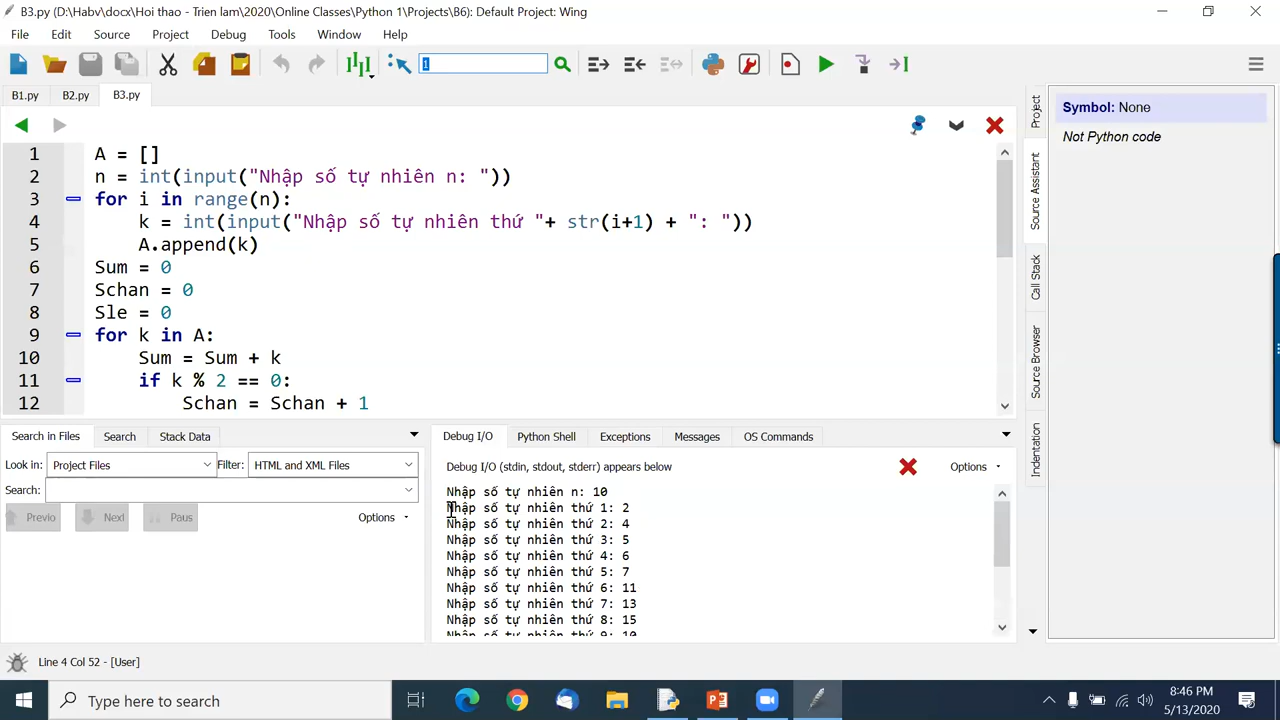 B3.py (D:\Habv\docx\Hoi thao - Trien lam\2020\Online Classes\Python 1\Projects\B6): Default Project: Wing
File Edit Source Project Debug Tools Window Help
1
B1.py B2.py B3.py
1 A = []
2 n = int(input("Nhập số tự nhiên n: "))
3 for i in range(n):
4 k = int(input("Nhập số tự nhiên thứ "+ str(i+1) + ": "))
5 A.append(k)
6 Sum = 0
7 Schan = 0
8 Sle = 0
9 for k in A:
10 Sum = Sum + k
11 if k % 2 == 0:
12 Schan = Schan + 1
Project
Source Assistant
Call Stack
Source Browser
Indentation
Symbol: None
Not Python code
Search in Files Search Stack Data
Look in: Project Files Filter: HTML and XML Files
Search:
Previo Next Paus Options
Debug I/O Python Shell Exceptions Messages OS Commands
Debug I/O (stdin, stdout, stderr) appears below Options
Nhập số tự nhiên n: 10
Nhập số tự nhiên thứ 1: 2
Nhập số tự nhiên thứ 2: 4
Nhập số tự nhiên thứ 3: 5
Nhập số tự nhiên thứ 4: 6
Nhập số tự nhiên thứ 5: 7
Nhập số tự nhiên thứ 6: 11
Nhập số tự nhiên thứ 7: 13
Nhập số tự nhiên thứ 8: 15
Nhập số tự nhiên thứ 9: 10
Line 4 Col 52 - [User]
Type here to search
8:46 PM
5/13/2020